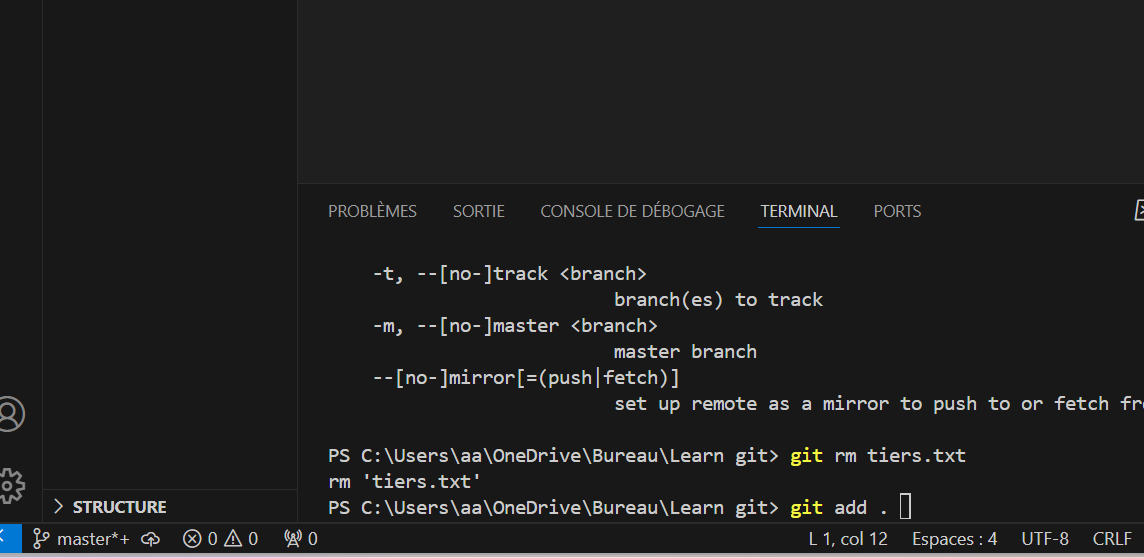 PROBLÈMES SORTIE CONSOLE DE DÉBOGAGE TERMINAL PORTS
-t, --[no-]track <branch>
branch(es) to track
-m, --[no-]master <branch>
master branch
--[no-]mirror[=(push|fetch)]
set up remote as a mirror to push to or fetch
PS C:\Users\aa\OneDrive\Bureau\Learn git> git rm tiers.txt
rm 'tiers.txt'
PS C:\Users\aa\OneDrive\Bureau\Learn git> git add .
STRUCTURE
master*+ 0 0 0 L 1, col 12 Espaces : 4 UTF-8 CRLF